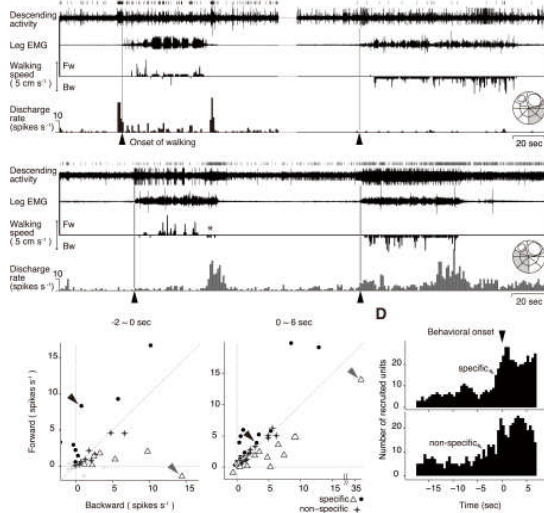 Descending
activity
Leg EMG
Walking
speed
( 5 cm s⁻¹ )
Fw
Bw
Discharge
rate
(spikes s⁻¹)
10
Onset of walking
20 sec
Descending
activity
Leg EMG
Walking
speed
( 5 cm s⁻¹ )
Fw
Bw
*
Discharge
rate
(spikes s⁻¹)
10
20 sec
-2 ~ 0 sec
0 ~ 6 sec
D
Forward ( spikes s⁻¹ )
15
10
5
0
0 5 10 15
Backward ( spikes s⁻¹ )
15
10
5
0
0 5 10 35
Backward ( spikes s⁻¹ )
specific
non-specific
Behavioral onset
specific
non-specific
Number of recruited units
20
10
0
20
10
0
-15 -10 -5 0 5
Time (sec)